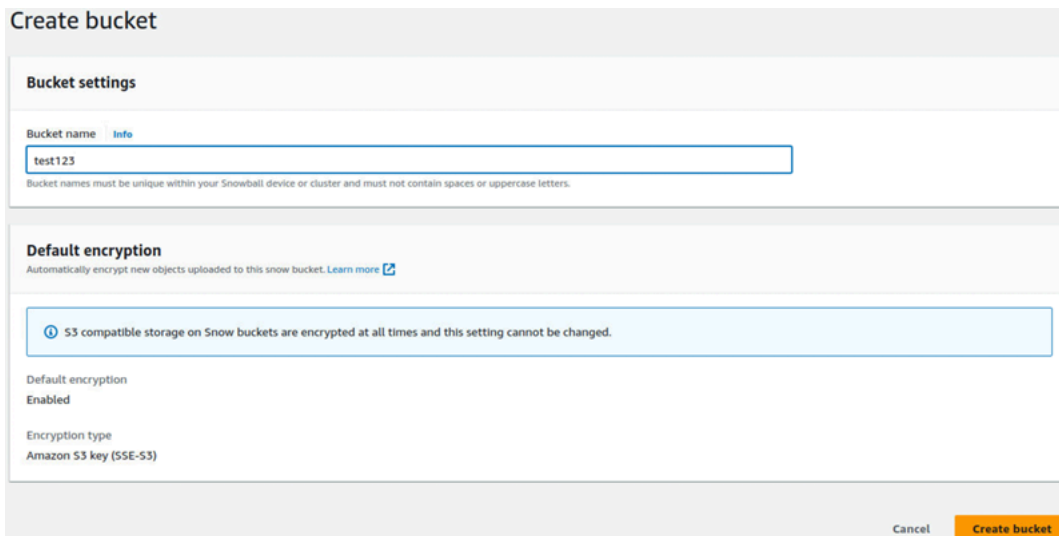 Create bucket
Bucket settings
Bucket name Info
test123
Bucket names must be unique within your Snowball device or cluster and must not contain spaces or uppercase letters.
Default encryption
Automatically encrypt new objects uploaded to this snow bucket. Learn more
S3 compatible storage on Snow buckets are encrypted at all times and this setting cannot be changed.
Default encryption
Enabled
Encryption type
Amazon S3 key (SSE-S3)
Cancel Create bucket